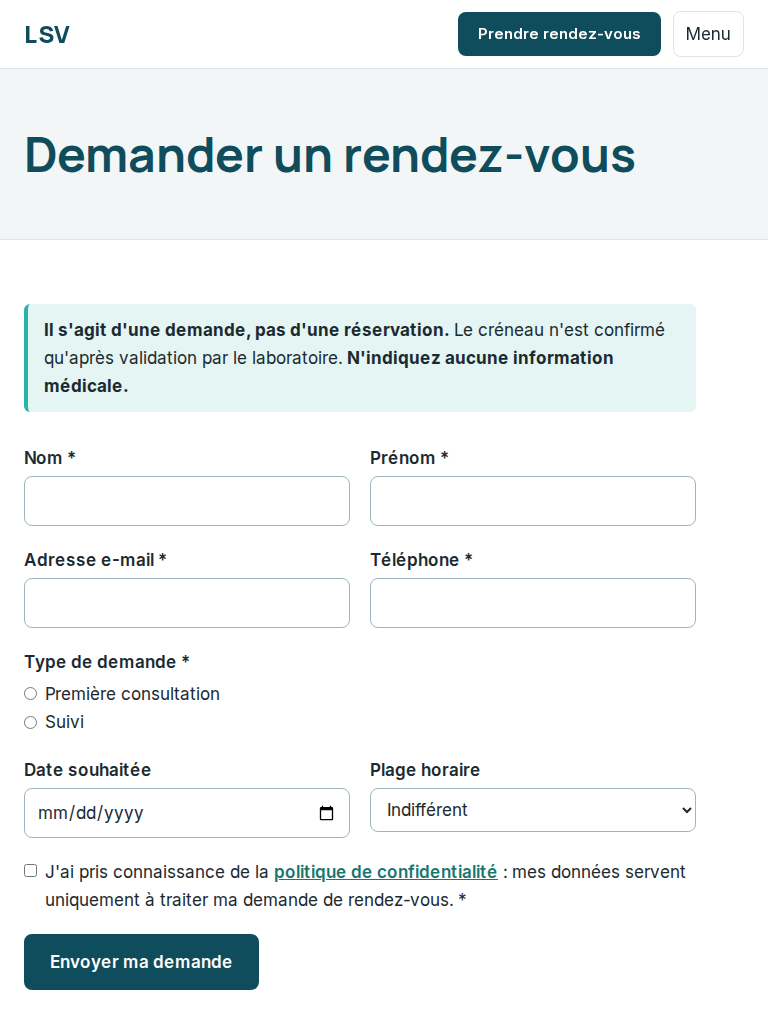 LSV
Prendre rendez-vous
Menu
Demander un rendez-vous
Il s'agit d'une demande, pas d'une réservation. Le créneau n'est confirmé
qu'après validation par le laboratoire. N'indiquez aucune information
médicale.
Nom *
Prénom *
Adresse e-mail *
Téléphone *
Type de demande *
Première consultation
Suivi
Date souhaitée
Plage horaire
mm/dd/yyyy
Indifférent
J'ai pris connaissance de la politique de confidentialité : mes données servent
uniquement à traiter ma demande de rendez-vous. *
Envoyer ma demande